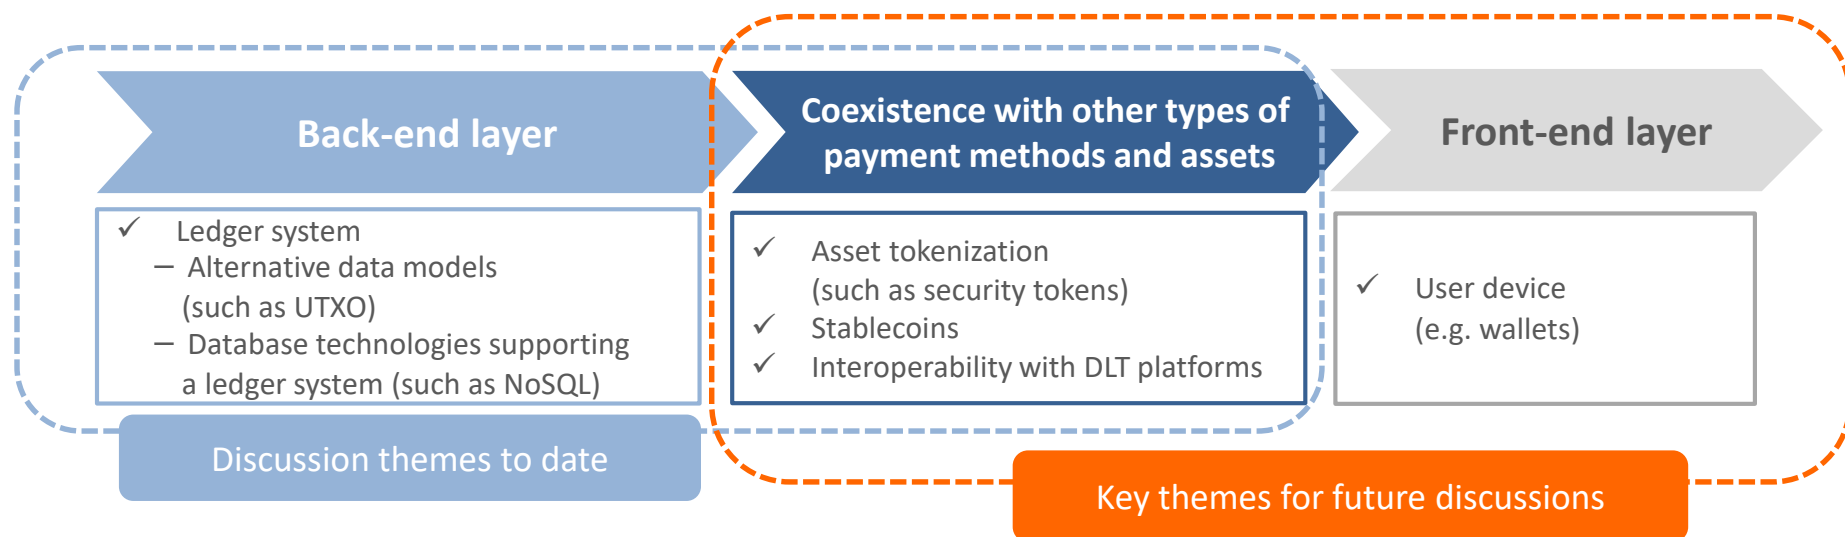 Back-end layer
✓ Ledger system
– Alternative data models
(such as UTXO)
– Database technologies supporting
a ledger system (such as NoSQL)
Discussion themes to date
Coexistence with other types of
payment methods and assets
✓ Asset tokenization
(such as security tokens)
✓ Stablecoins
✓ Interoperability with DLT platforms
Front-end layer
✓ User device
(e.g. wallets)
Key themes for future discussions